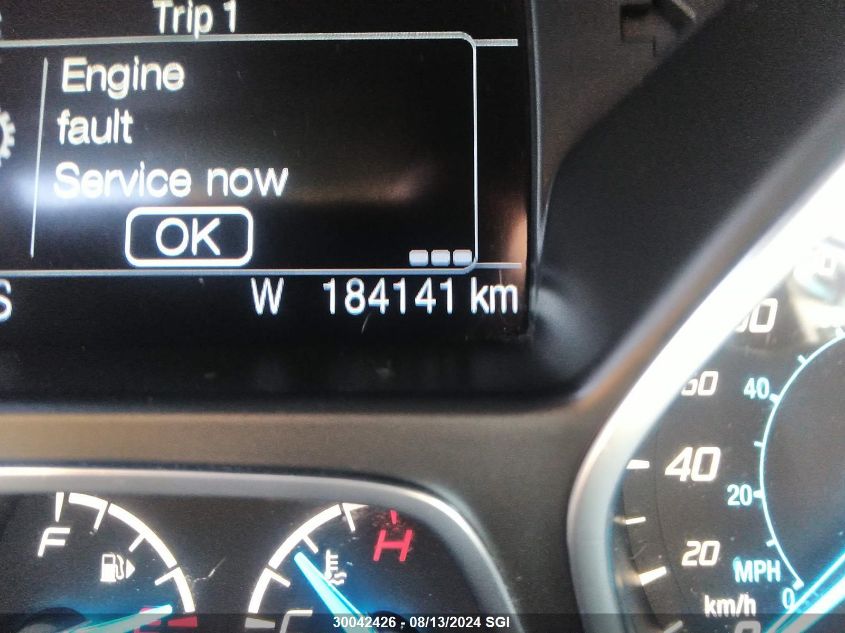 Trip 1
Engine
fault
Service now
OK
S W 184141 km
60 40
40
20
20
MPH
km/h 0
0
F
E
H
C
30042426 - 08/13/2024 SGI